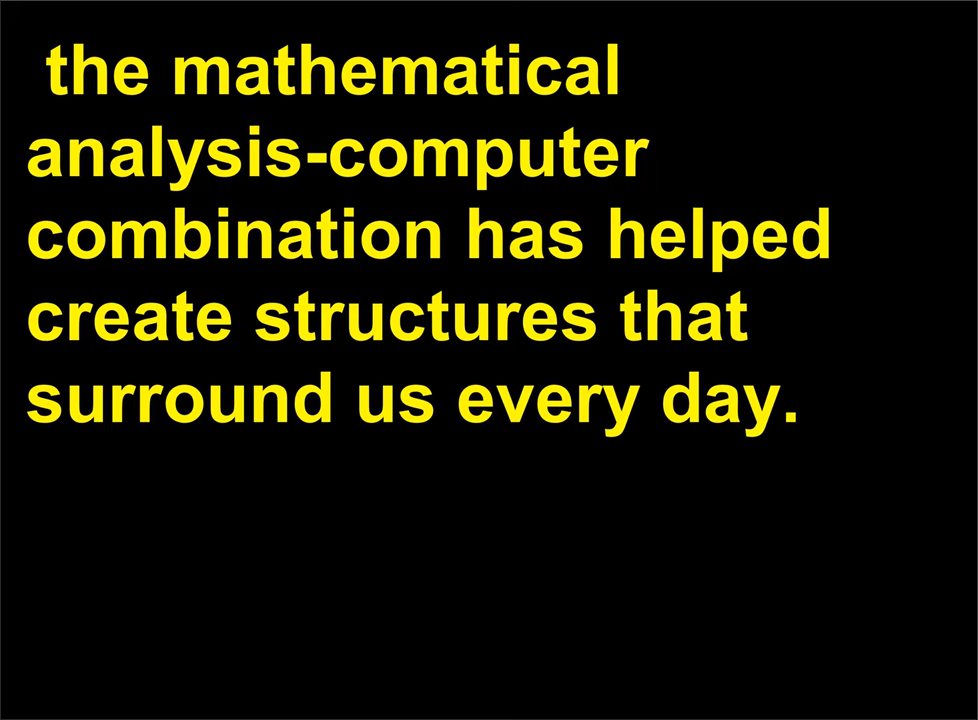 the mathematical
analysis-computer
combination has helped
create structures that
surround us every day.